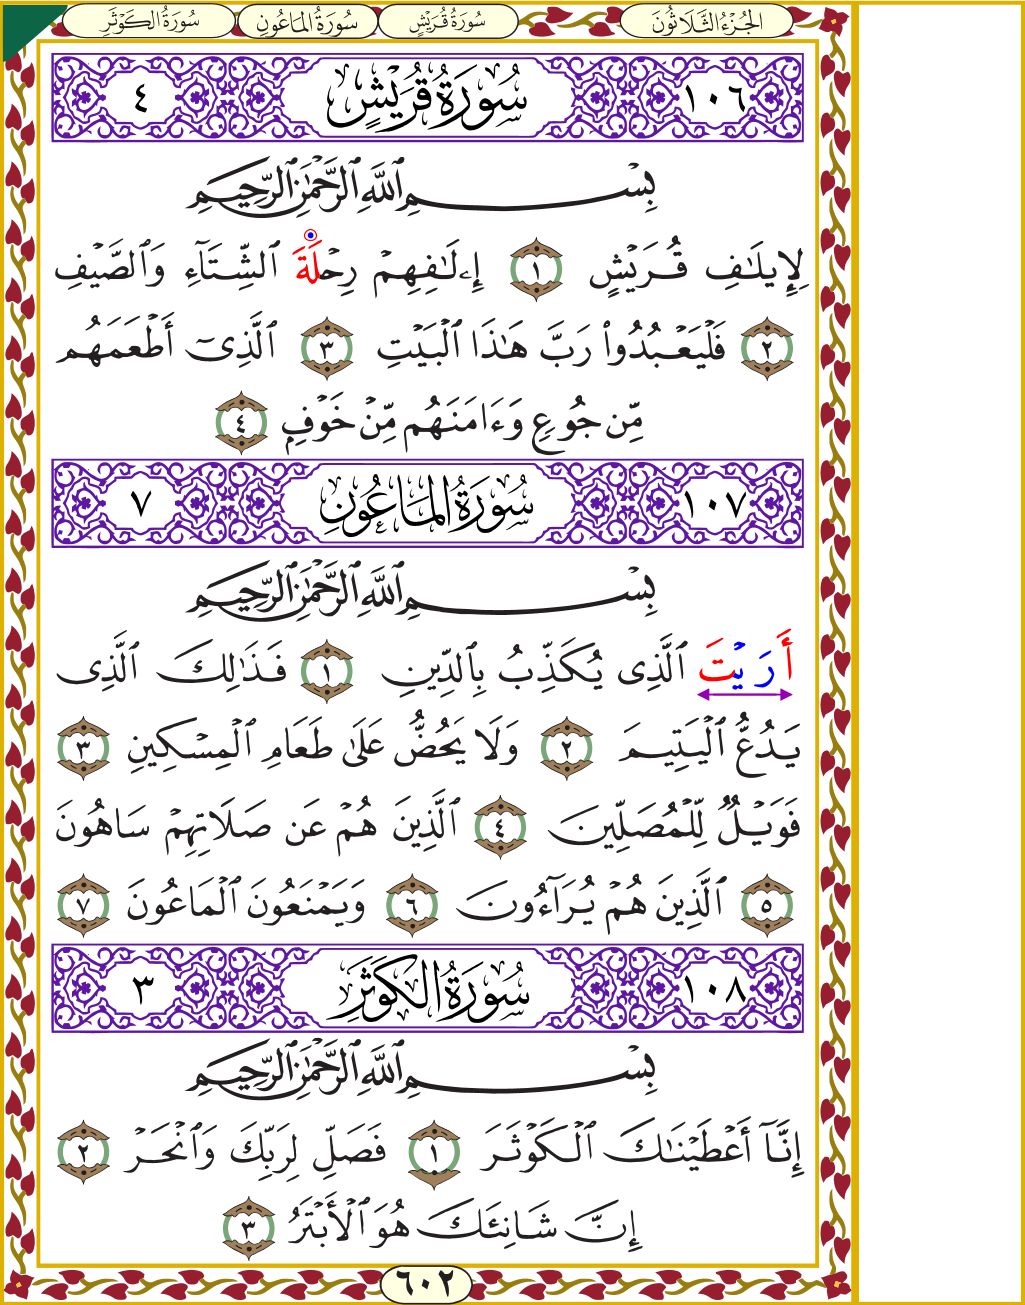 الجُزْءُ الثَّلَاثُونَ سُورَةُ قُرَيْشٍ سُورَةُ المَاعُونِ سُورَةُ الكَوْثَرِ
١٠٦ سُورَةُ قُرَيْشٍ ٤
بِسْمِ ٱللَّهِ ٱلرَّحْمَٰنِ ٱلرَّحِيمِ
لِإِيلَٰفِ قُرَيْشٍ ١ إِۦلَٰفِهِمْ رِحْلَةَ ٱلشِّتَآءِ وَٱلصَّيْفِ
٢ فَلْيَعْبُدُوا۟ رَبَّ هَٰذَا ٱلْبَيْتِ ٣ ٱلَّذِىٓ أَطْعَمَهُم
مِّن جُوعٍ وَءَامَنَهُم مِّنْ خَوْفٍ ٤
١٠٧ سُورَةُ المَاعُونِ ٧
بِسْمِ ٱللَّهِ ٱلرَّحْمَٰنِ ٱلرَّحِيمِ
أَرَيْتَ ٱلَّذِى يُكَذِّبُ بِٱلدِّينِ ١ فَذَٰلِكَ ٱلَّذِى
يَدُعُّ ٱلْيَتِيمَ ٢ وَلَا يَحُضُّ عَلَىٰ طَعَامِ ٱلْمِسْكِينِ ٣
فَوَيْلٌ لِّلْمُصَلِّينَ ٤ ٱلَّذِينَ هُمْ عَن صَلَاتِهِمْ سَاهُونَ
٥ ٱلَّذِينَ هُمْ يُرَآءُونَ ٦ وَيَمْنَعُونَ ٱلْمَاعُونَ ٧
١٠٨ سُورَةُ الكَوْثَرِ ٣
بِسْمِ ٱللَّهِ ٱلرَّحْمَٰنِ ٱلرَّحِيمِ
إِنَّآ أَعْطَيْنَٰكَ ٱلْكَوْثَرَ ١ فَصَلِّ لِرَبِّكَ وَٱنْحَرْ ٢
إِنَّ شَانِئَكَ هُوَ ٱلْأَبْتَرُ ٣
٦٠٢